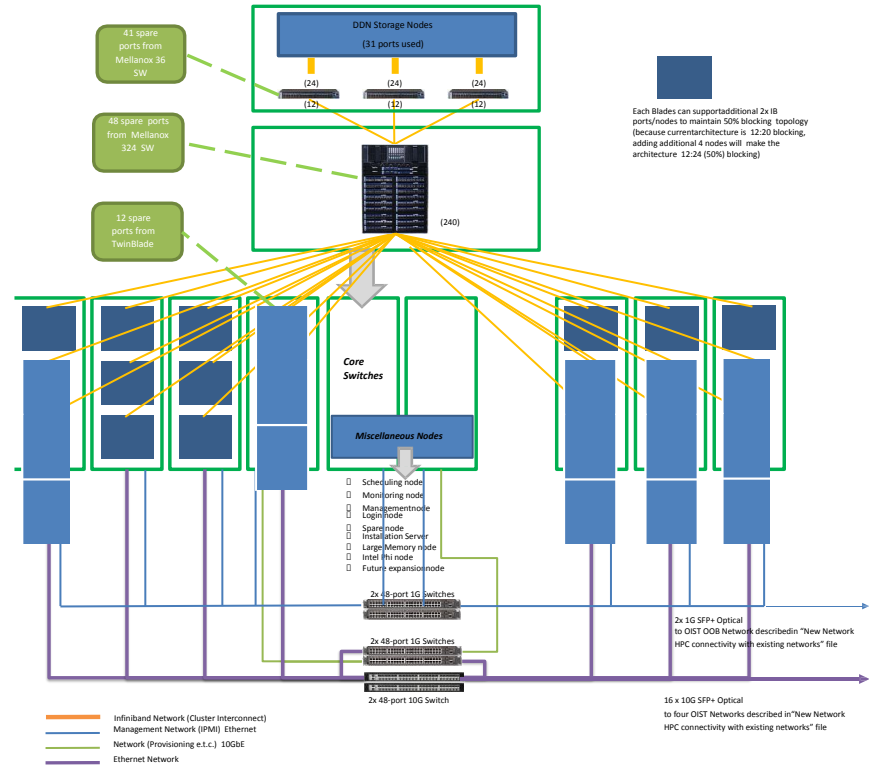 41 spare
ports from
Mellanox 36
SW
48 spare ports
from Mellanox
324 SW
12 spare
ports from
TwinBlade
DDN Storage Nodes
(31 ports used)
(24)
(24)
(24)
(12)
(12)
(12)
(240)
Each Blades can supportadditional 2x IB
ports/nodes to maintain 50% blocking topology
(because currentarchitecture is 12:20 blocking,
adding additional 4 nodes will make the
architecture 12:24 (50%) blocking)
Core
Switches
Miscellaneous Nodes
Scheduling node
Monitoring node
Managementnode
Login node
Spare node
Installation Server
Large Memory node
Intel Phi node
Future expansion node
2x 48-port 1G Switches
2x 48-port 1G Switches
2x 48-port 10G Switch
2x 1G SFP+ Optical
to OIST OOB Network describedin "New Network
HPC connectivity with existing networks" file
16 x 10G SFP+ Optical
to four OIST Networks described in"New Network
HPC connectivity with existing networks" file
Infiniband Network (Cluster Interconnect)
Management Network (IPMI) Ethernet
Network (Provisioning e.t.c.) 10GbE
Ethernet Network